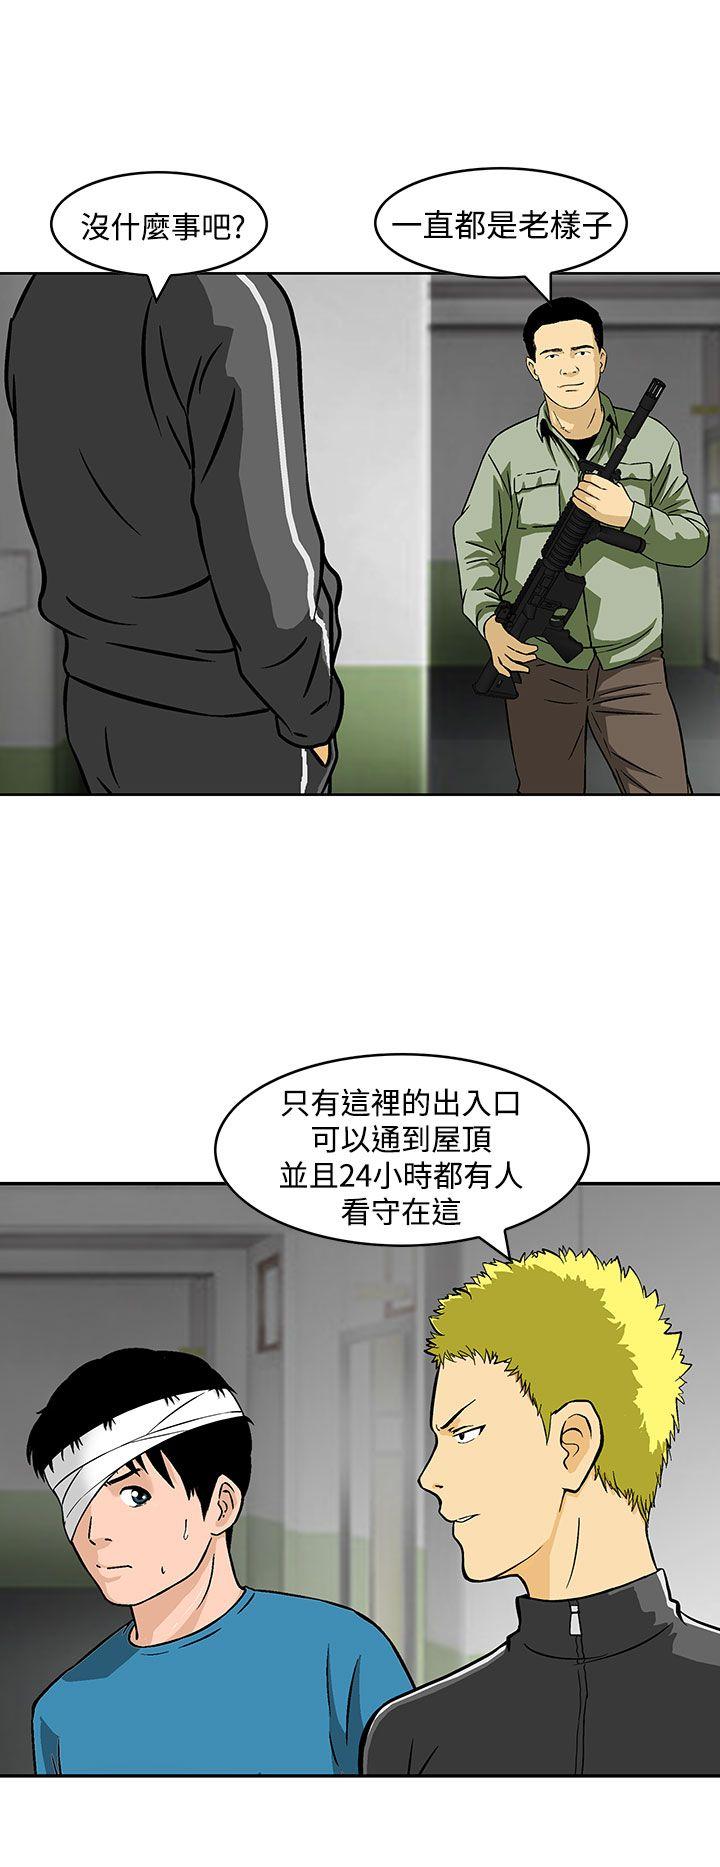 沒什麼事吧?
一直都是老樣子
只有這裡的出入口
可以通到屋頂
並且24小時都有人
看守在這